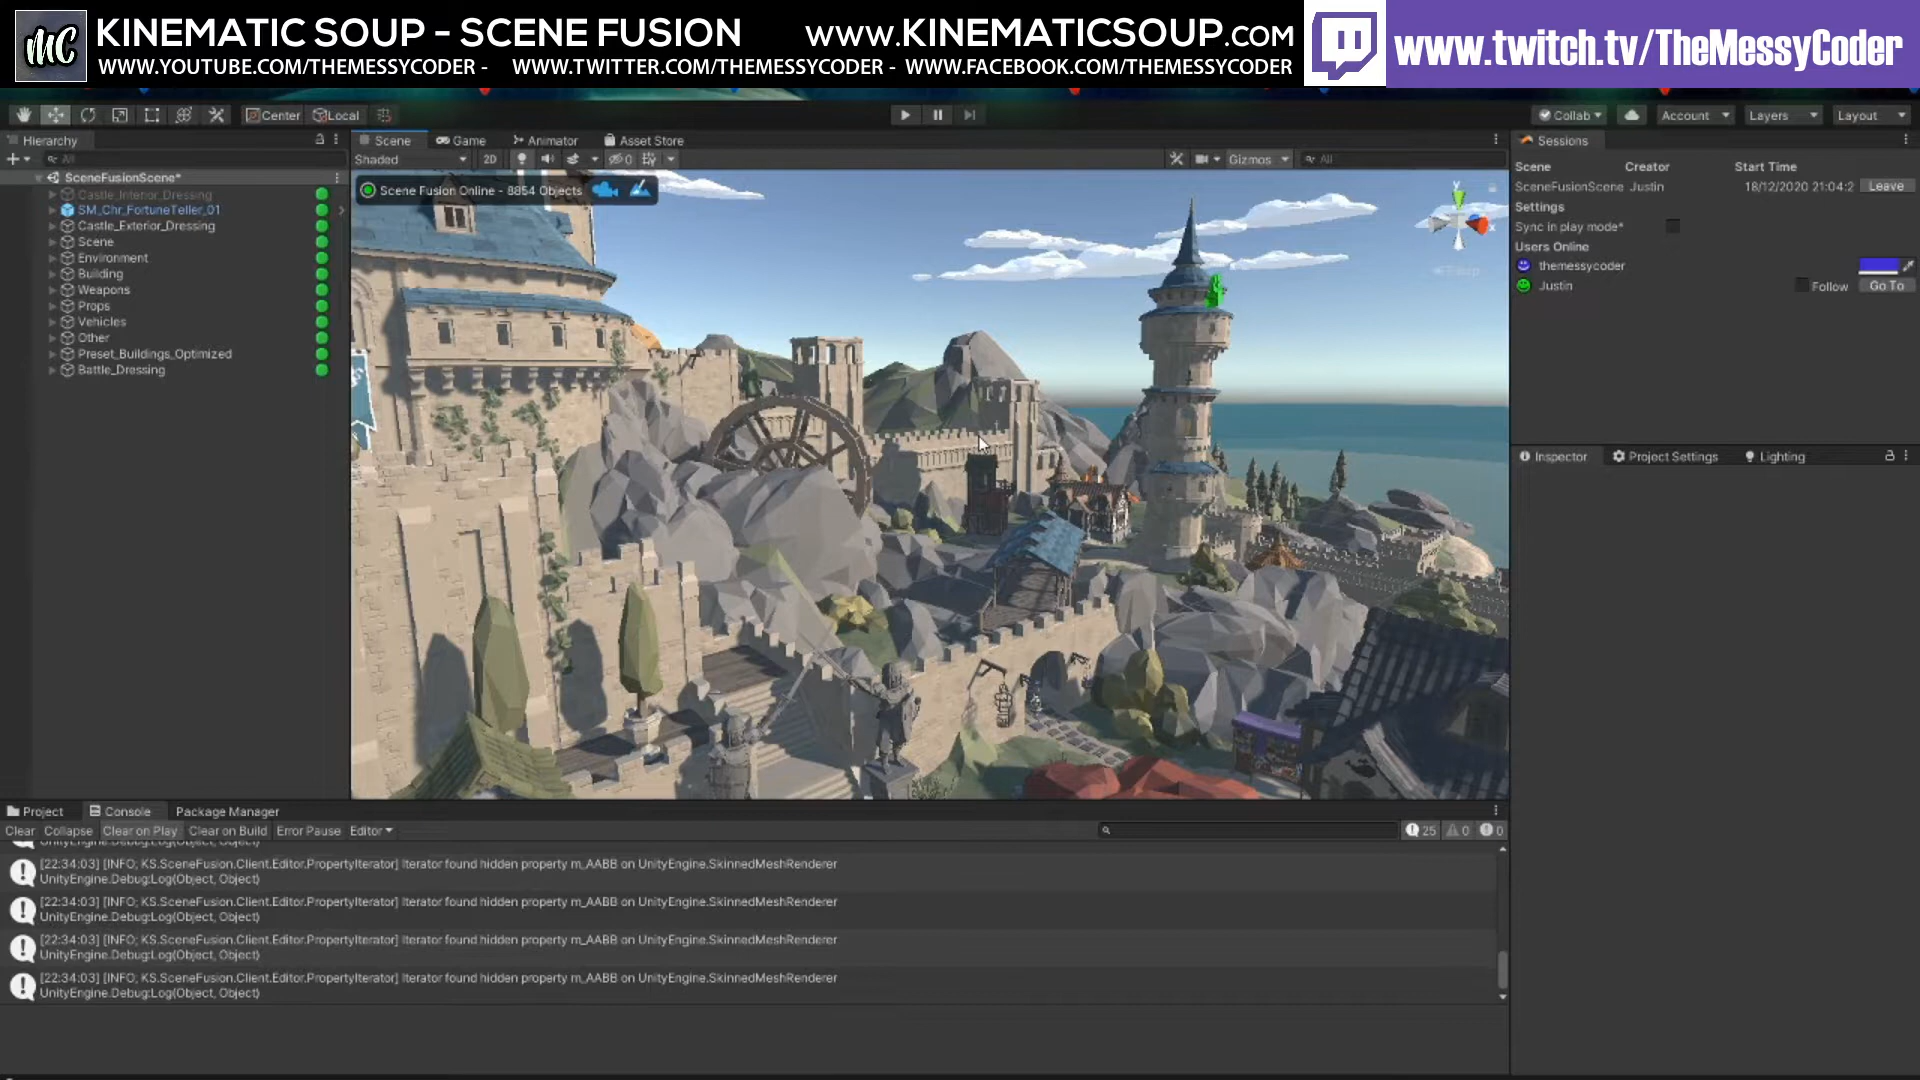 MC KINEMATIC SOUP - SCENE FUSION WWW.KINEMATICSOUP.COM
WWW.YOUTUBE.COM/THEMESSYCODER - WWW.TWITTER.COM/THEMESSYCODER - WWW.FACEBOOK.COM/THEMESSYCODER
www.twitch.tv/TheMessyCoder
Center Local Collab Account Layers Layout
Hierarchy
All
SceneFusionScene*
Castle_Interior_Dressing
SM_Chr_FortuneTeller_01
Castle_Exterior_Dressing
Scene
Environment
Building
Weapons
Props
Vehicles
Other
Preset_Buildings_Optimized
Battle_Dressing
Scene Game Animator Asset Store
Shaded 2D 0 Gizmos All
Scene Fusion Online - 8854 Objects
y
x
Persp
Sessions
Scene Creator Start Time
SceneFusionScene Justin 18/12/2020 21:04:2 Leave
Settings
Sync in play mode*
Users Online
themessycoder
Justin Follow Go To
Inspector Project Settings Lighting
Project Console Package Manager
Clear Collapse Clear on Play Clear on Build Error Pause Editor 25 0 0
UnityEngine.Debug:Log(Object, Object)
[22:34:03] [INFO; KS.SceneFusion.Client.Editor.PropertyIterator] Iterator found hidden property m_AABB on UnityEngine.SkinnedMeshRenderer
UnityEngine.Debug:Log(Object, Object)
[22:34:03] [INFO; KS.SceneFusion.Client.Editor.PropertyIterator] Iterator found hidden property m_AABB on UnityEngine.SkinnedMeshRenderer
UnityEngine.Debug:Log(Object, Object)
[22:34:03] [INFO; KS.SceneFusion.Client.Editor.PropertyIterator] Iterator found hidden property m_AABB on UnityEngine.SkinnedMeshRenderer
UnityEngine.Debug:Log(Object, Object)
[22:34:03] [INFO; KS.SceneFusion.Client.Editor.PropertyIterator] Iterator found hidden property m_AABB on UnityEngine.SkinnedMeshRenderer
UnityEngine.Debug:Log(Object, Object)